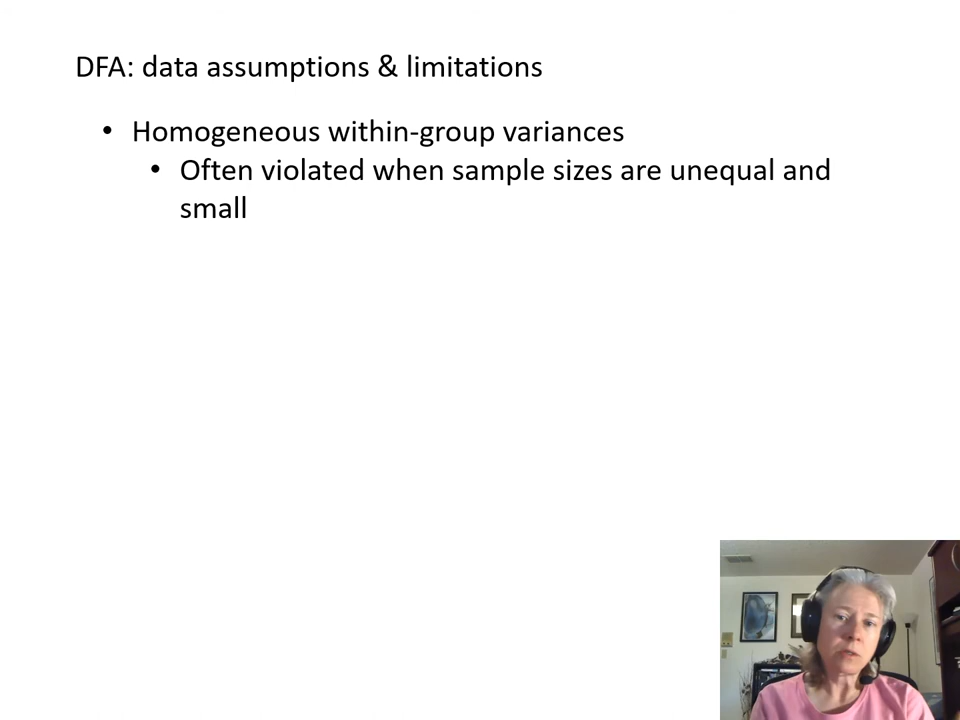 DFA: data assumptions & limitations
• Homogeneous within-group variances
• Often violated when sample sizes are unequal and
small